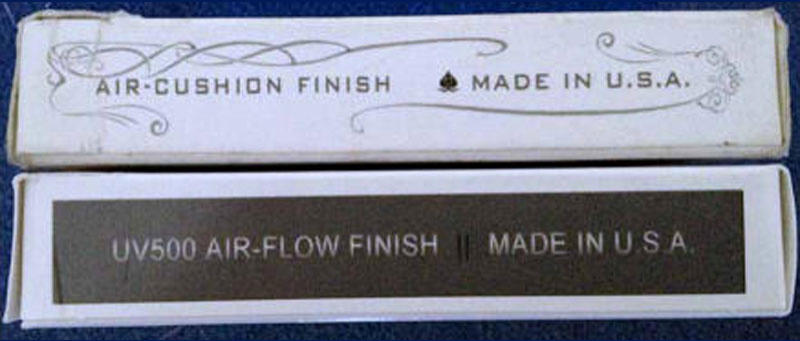 AIR-CUSHION FINISH ♠ MADE IN U.S.A.
UV500 AIR-FLOW FINISH || MADE IN U.S.A.